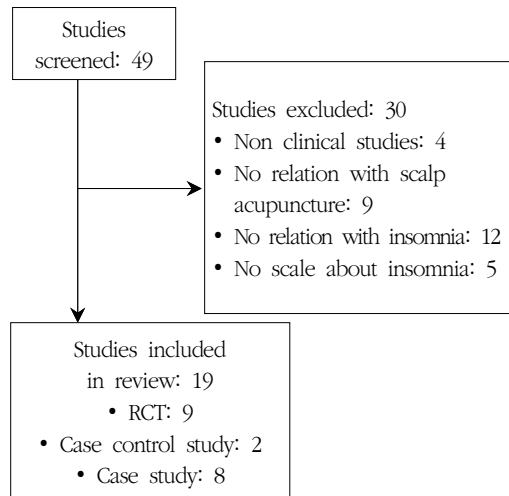 Studies
screened: 49
Studies excluded: 30
• Non clinical studies: 4
• No relation with scalp
acupuncture: 9
• No relation with insomnia: 12
• No scale about insomnia: 5
Studies included
in review: 19
• RCT: 9
• Case control study: 2
• Case study: 8